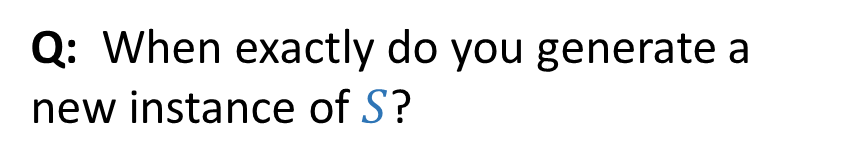 Q: When exactly do you generate a
new instance of S?